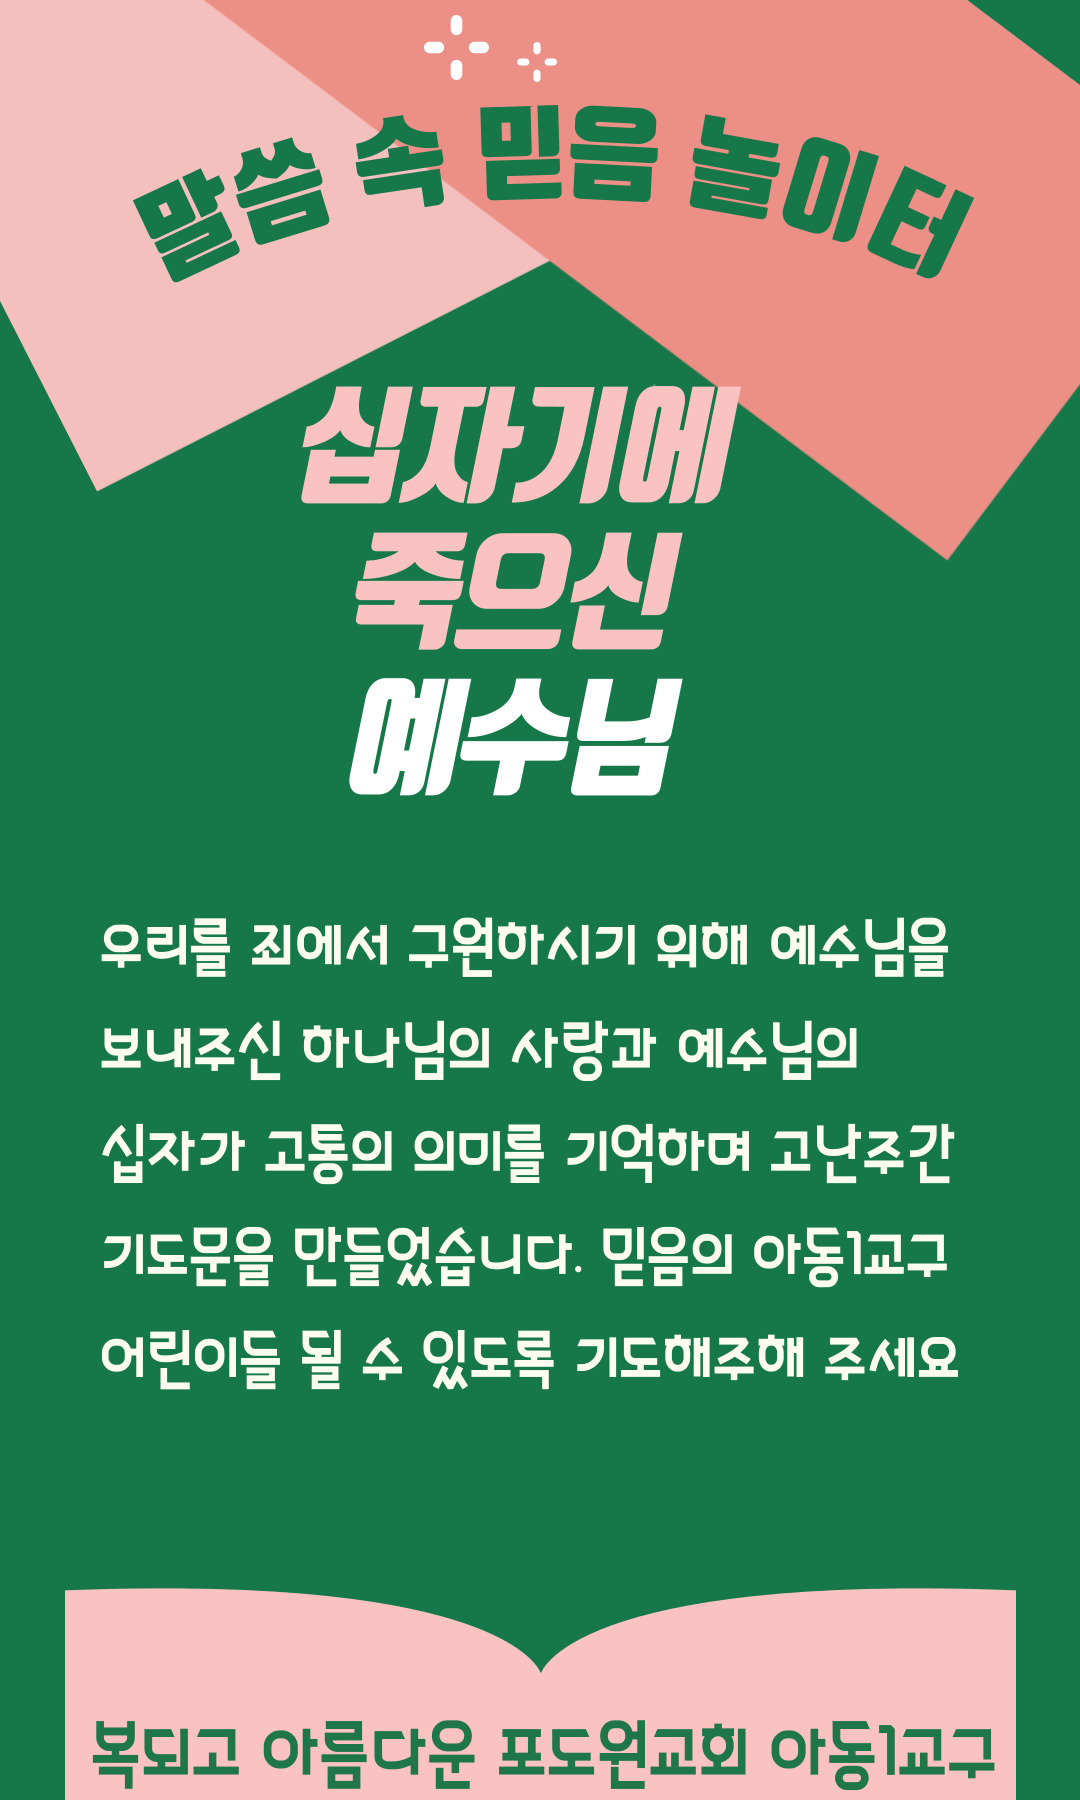 말씀 속 믿음 놀이터
십자기에
죽으신
예수님
우리를 죄에서 구원하시기 위해 예수님을
보내주신 하나님의 사랑과 예수님의
십자가 고통의 의미를 기억하며 고난주간
기도문을 만들었습니다. 믿음의 아동1교구
어린이들 될 수 있도록 기도해주해 주세요
복되고 아름다운 포도원교회 아동1교구